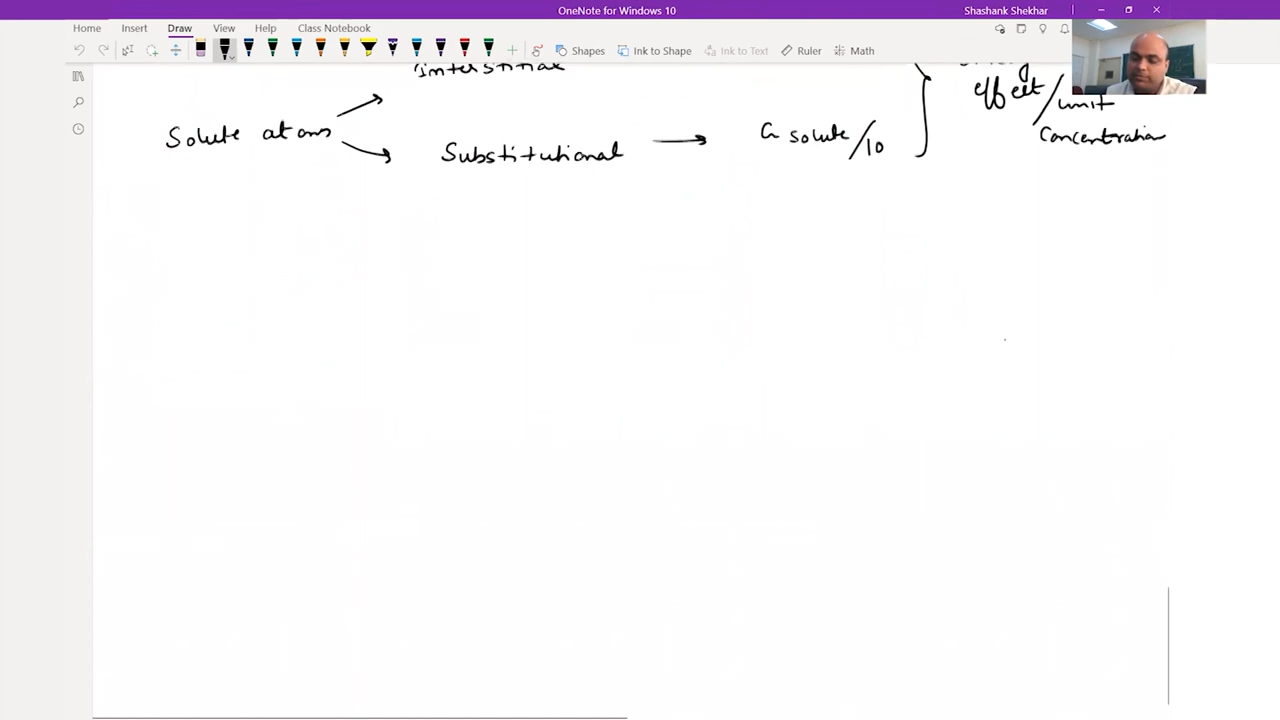 OneNote for Windows 10
Shashank Shekhar
Home Insert Draw View Help Class Notebook
Shapes Ink to Shape Ink to Text Ruler Math
Interstitial
effect/unit
Concentration
Solute atoms
Substitutional
G solute/10